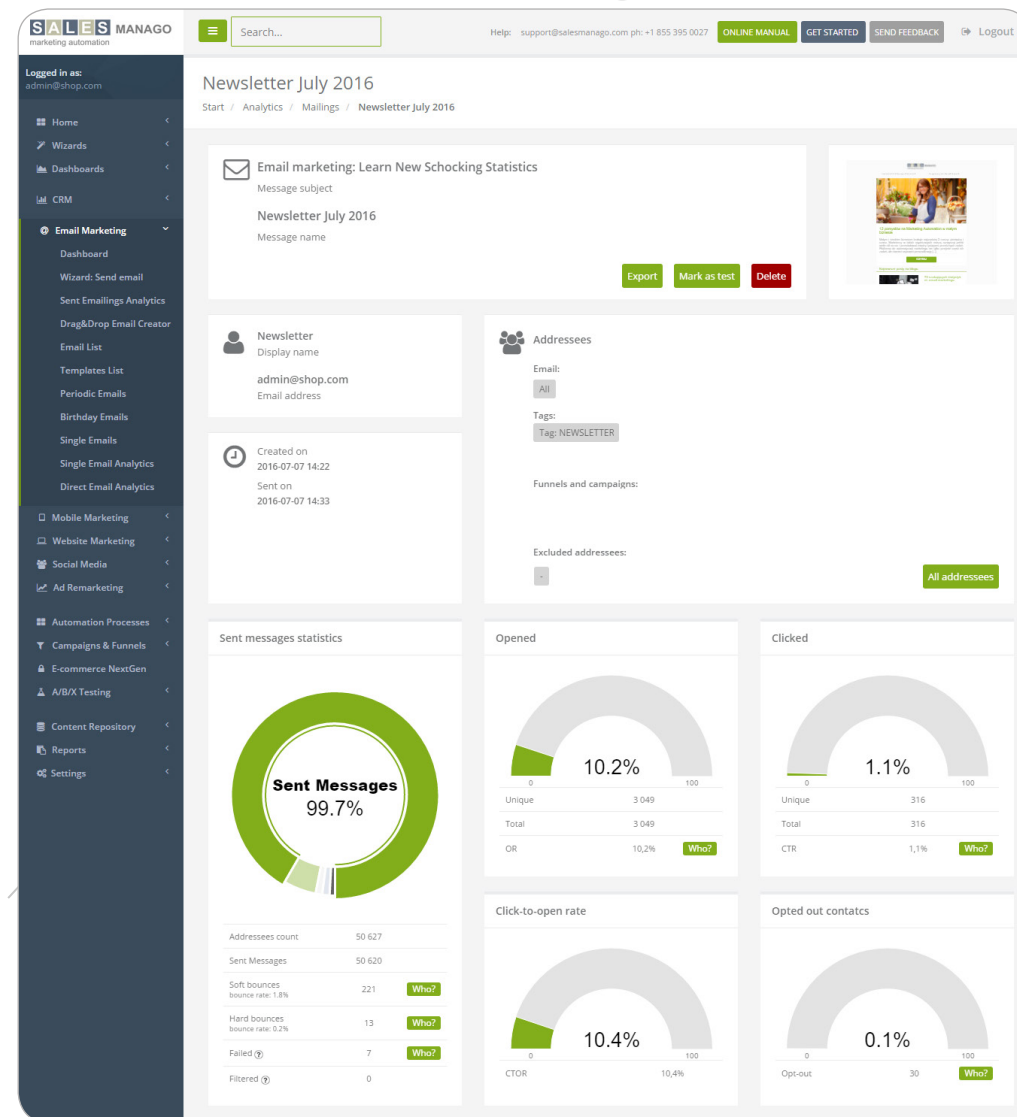 SALES MANAGO
marketing automation
Search...
Help: support@salesmanago.com ph: +1 855 395 0027
ONLINE MANUAL
GET STARTED
SEND FEEDBACK
Logout
Logged in as:
admin@shop.com
Home
Wizards
Dashboards
CRM
Email Marketing
Dashboard
Wizard: Send email
Sent Emailings Analytics
Drag&Drop Email Creator
Email List
Templates List
Periodic Emails
Birthday Emails
Single Emails
Single Email Analytics
Direct Email Analytics
Mobile Marketing
Website Marketing
Social Media
Ad Remarketing
Automation Processes
Campaigns & Funnels
E-commerce NextGen
A/B/X Testing
Content Repository
Reports
Settings
Newsletter July 2016
Start / Analytics / Mailings / Newsletter July 2016
Email marketing: Learn New Schocking Statistics
Message subject
Newsletter July 2016
Message name
Export
Mark as test
Delete
Newsletter
Display name
admin@shop.com
Email address
Created on
2016-07-07 14:22
Sent on
2016-07-07 14:33
Addressees
Email:
All
Tags:
Tag: NEWSLETTER
Funnels and campaigns:
Excluded addressees:
-
All addressees
Sent messages statistics
Sent Messages
99.7%
Addressees count 50 627
Sent Messages 50 620
Soft bounces 221 Who?
bounce rate: 1.8%
Hard bounces 13 Who?
bounce rate: 0.2%
Failed ? 7 Who?
Filtered ? 0
Opened
10.2%
0 100
Unique 3 049
Total 3 049
OR 10,2% Who?
Clicked
1.1%
0 100
Unique 316
Total 316
CTR 1,1% Who?
Click-to-open rate
10.4%
0 100
CTOR 10,4%
Opted out contatcs
0.1%
0 100
Opt-out 30 Who?